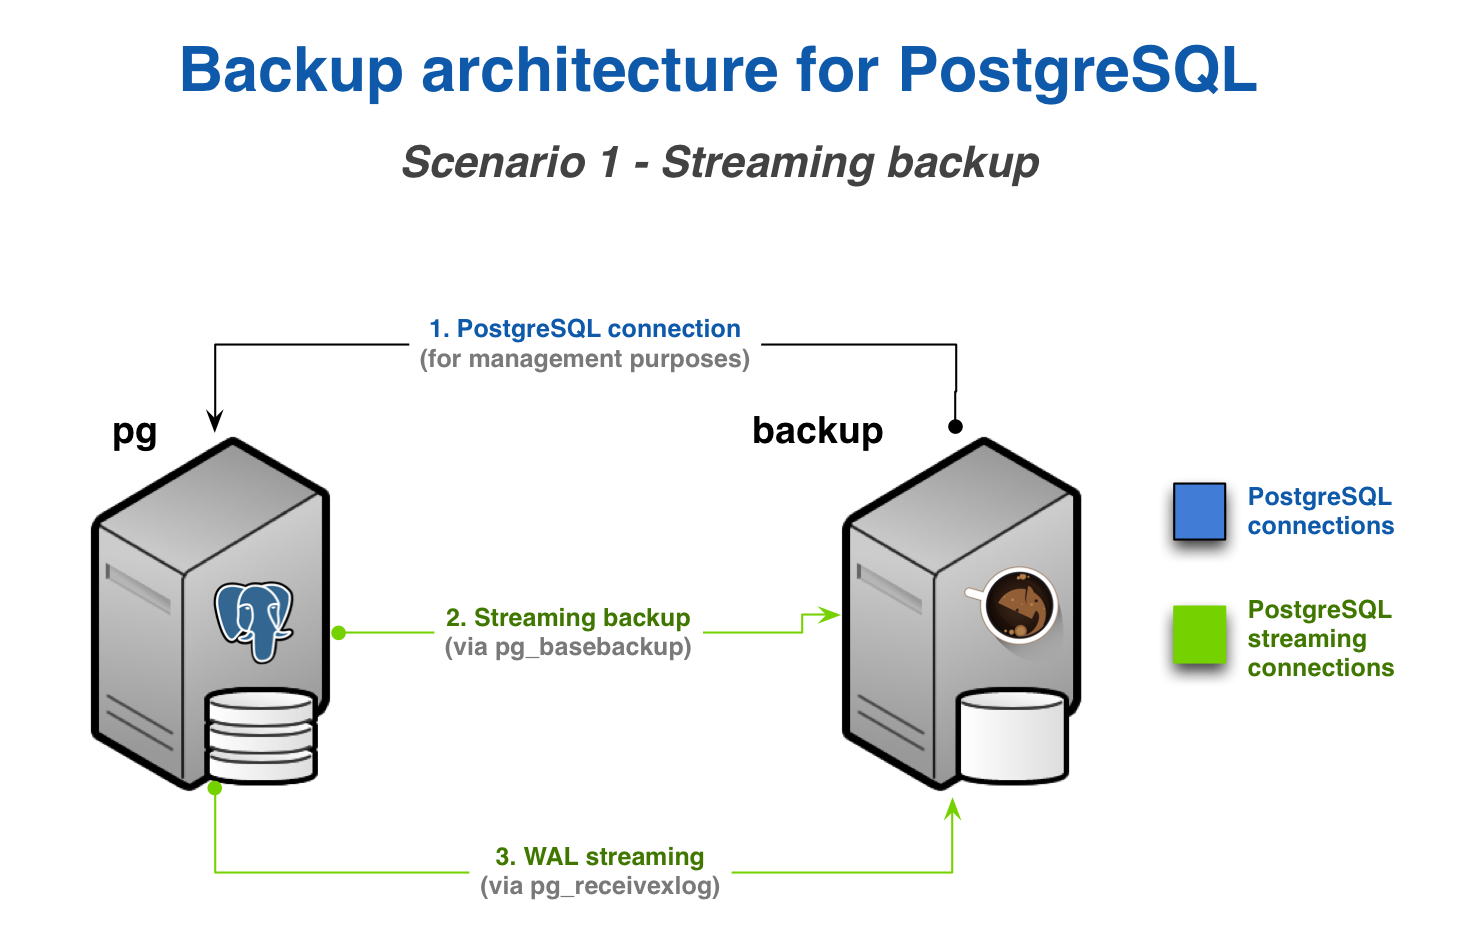 Backup architecture for PostgreSQL
Scenario 1 - Streaming backup
1. PostgreSQL connection
(for management purposes)
pg
backup
PostgreSQL
connections
2. Streaming backup
(via pg_basebackup)
PostgreSQL
streaming
connections
3. WAL streaming
(via pg_receivexlog)